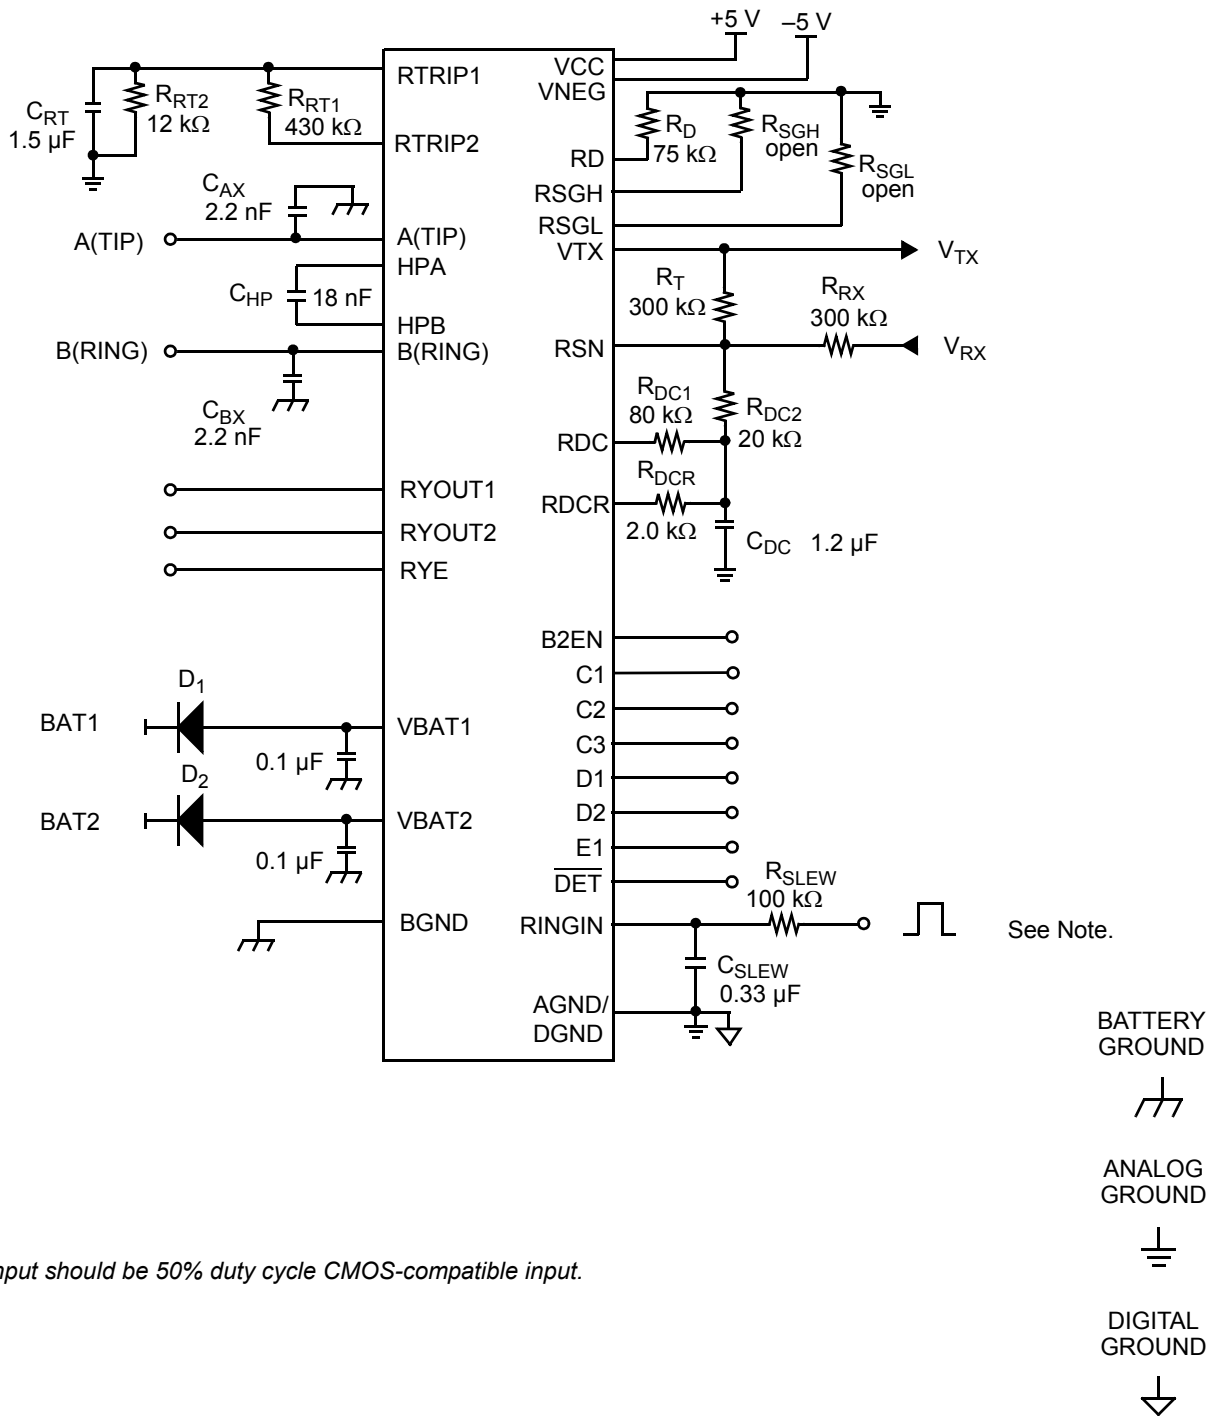 +5 V
–5 V
RTRIP1
VCC
VNEG
CRT
1.5 µF
RRT2
12 kΩ
RRT1
430 kΩ
RTRIP2
RD
75 kΩ
RSGH
open
RSGL
open
RD
RSGH
RSGL
CAX
2.2 nF
A(TIP)
A(TIP)
VTX
VTX
HPA
CHP
18 nF
HPB
RT
300 kΩ
RRX
300 kΩ
B(RING)
B(RING)
RSN
VRX
CBX
2.2 nF
RDC1
80 kΩ
RDC2
20 kΩ
RDC
RDCR
2.0 kΩ
RYOUT1
RDCR
RYOUT2
CDC
1.2 µF
RYE
B2EN
C1
C2
C3
D1
D2
E1
DET
D1
BAT1
VBAT1
0.1 µF
D2
BAT2
VBAT2
0.1 µF
RSLEW
100 kΩ
BGND
RINGIN
See Note.
CSLEW
0.33 µF
AGND/
DGND
BATTERY
GROUND
ANALOG
GROUND
nput should be 50% duty cycle CMOS-compatible input.
DIGITAL
GROUND